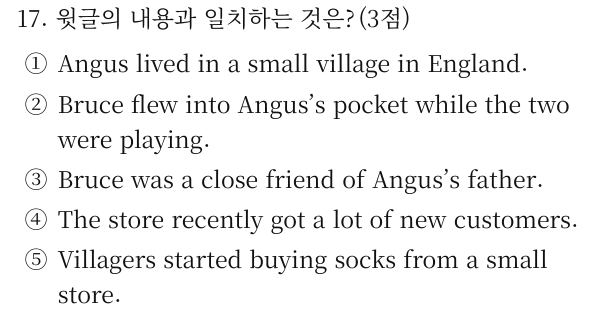 17. 윗글의 내용과 일치하는 것은?(3점)
① Angus lived in a small village in England.
② Bruce flew into Angus’s pocket while the two
were playing.
③ Bruce was a close friend of Angus’s father.
④ The store recently got a lot of new customers.
⑤ Villagers started buying socks from a small
store.